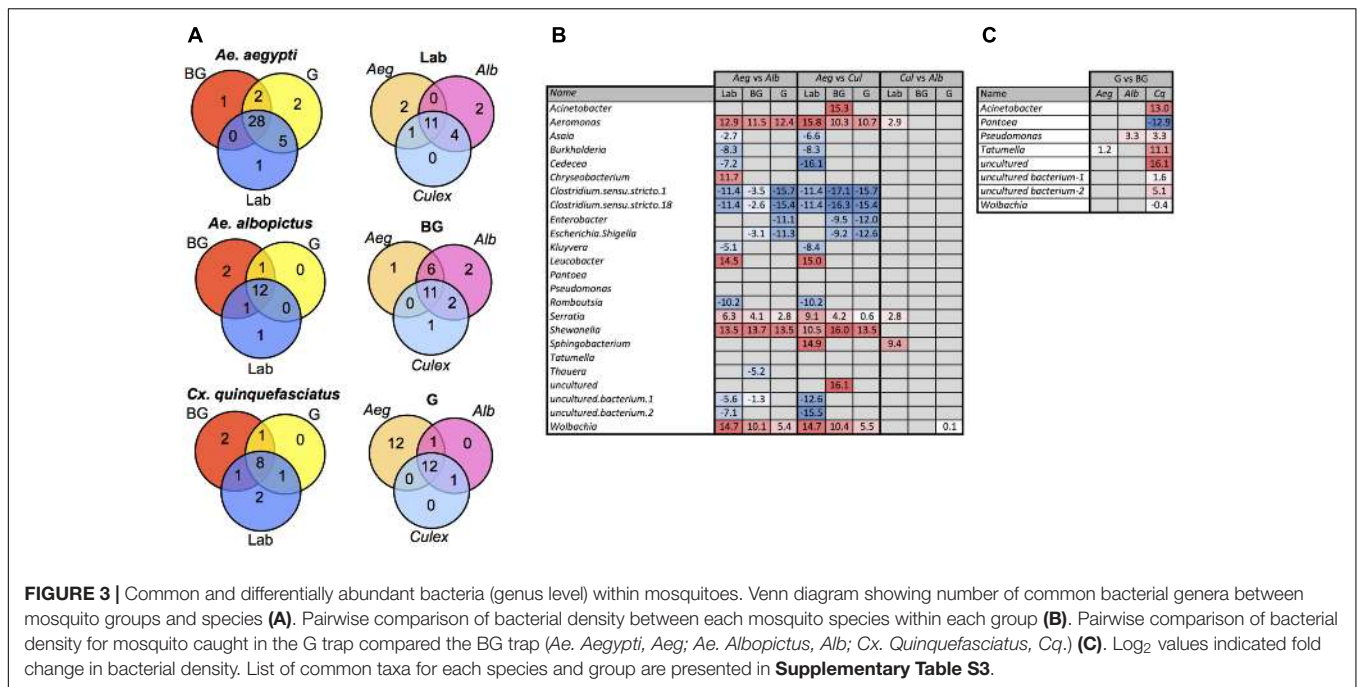 A
Ae. aegypti
BG
G
1
2
2
28
0
5
1
Lab
Ae. albopictus
BG
G
2
1
0
12
1
0
1
Lab
Cx. quinquefasciatus
BG
G
2
1
0
8
1
1
2
Lab
Lab
Aeg
Alb
2
0
2
11
1
4
0
Culex
BG
Aeg
Alb
1
6
2
11
0
2
1
Culex
G
Aeg
Alb
12
1
0
12
0
1
0
Culex
B
Aeg vs Alb Aeg vs Cul Cul vs Alb
Name Lab BG G Lab BG G Lab BG G
Acinetobacter 15.3
Aeromonas 12.9 11.5 12.4 15.8 10.3 10.7 2.9
Asaia -2.7 -6.6
Burkholderia -8.3 -8.3
Cedecea -7.2 -16.1
Chryseobacterium 11.7
Clostridium.sensu.stricto.1 -11.4 -3.5 -15.7 -11.4 -17.1 -15.7
Clostridium.sensu.stricto.18 -11.4 -2.6 -15.4 -11.4 -16.3 -15.4
Enterobacter -11.1 -9.5 -12.0
Escherichia.Shigella -3.1 -11.3 -9.2 -12.6
Kluyvera -5.1 -8.4
Leucobacter 14.5 15.0
Pantoea
Pseudomonas
Romboutsia -10.2 -10.2
Serratia 6.3 4.1 2.8 9.1 4.2 0.6 2.8
Shewanella 13.5 13.7 13.5 10.5 16.0 13.5
Sphingobacterium 14.9 9.4
Tatumella
Thauera -5.2
uncultured 16.1
uncultured.bacterium.1 -5.6 -1.3 -12.6
uncultured.bacterium.2 -7.1 -15.5
Wolbachia 14.7 10.1 5.4 14.7 10.4 5.5 0.1
C
G vs BG
Name Aeg Alb Cq
Acinetobacter 13.0
Pantoea -12.9
Pseudomonas 3.3 3.3
Tatumella 1.2 11.1
uncultured 16.1
uncultured bacterium-1 1.6
uncultured bacterium-2 5.1
Wolbachia -0.4
FIGURE 3 | Common and differentially abundant bacteria (genus level) within mosquitoes. Venn diagram showing number of common bacterial genera between
mosquito groups and species (A). Pairwise comparison of bacterial density between each mosquito species within each group (B). Pairwise comparison of bacterial
density for mosquito caught in the G trap compared the BG trap (Ae. Aegypti, Aeg; Ae. Albopictus, Alb; Cx. Quinquefasciatus, Cq.) (C). Log2 values indicated fold
change in bacterial density. List of common taxa for each species and group are presented in Supplementary Table S3.